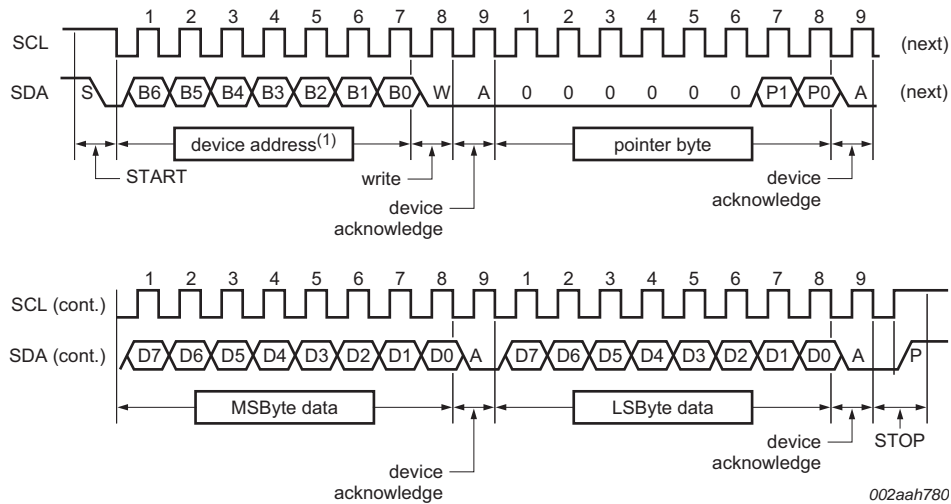 1 2 3 4 5 6 7 8 9 1 2 3 4 5 6 7 8 9
SCL (next)
SDA S B6 B5 B4 B3 B2 B1 B0 W A 0 0 0 0 0 0 P1 P0 A (next)
device address(1) pointer byte
START write device
device acknowledge
acknowledge
1 2 3 4 5 6 7 8 9 1 2 3 4 5 6 7 8 9
SCL (cont.)
SDA (cont.) D7 D6 D5 D4 D3 D2 D1 D0 A D7 D6 D5 D4 D3 D2 D1 D0 A P
MSByte data LSByte data
device STOP
device acknowledge
acknowledge 002aah780